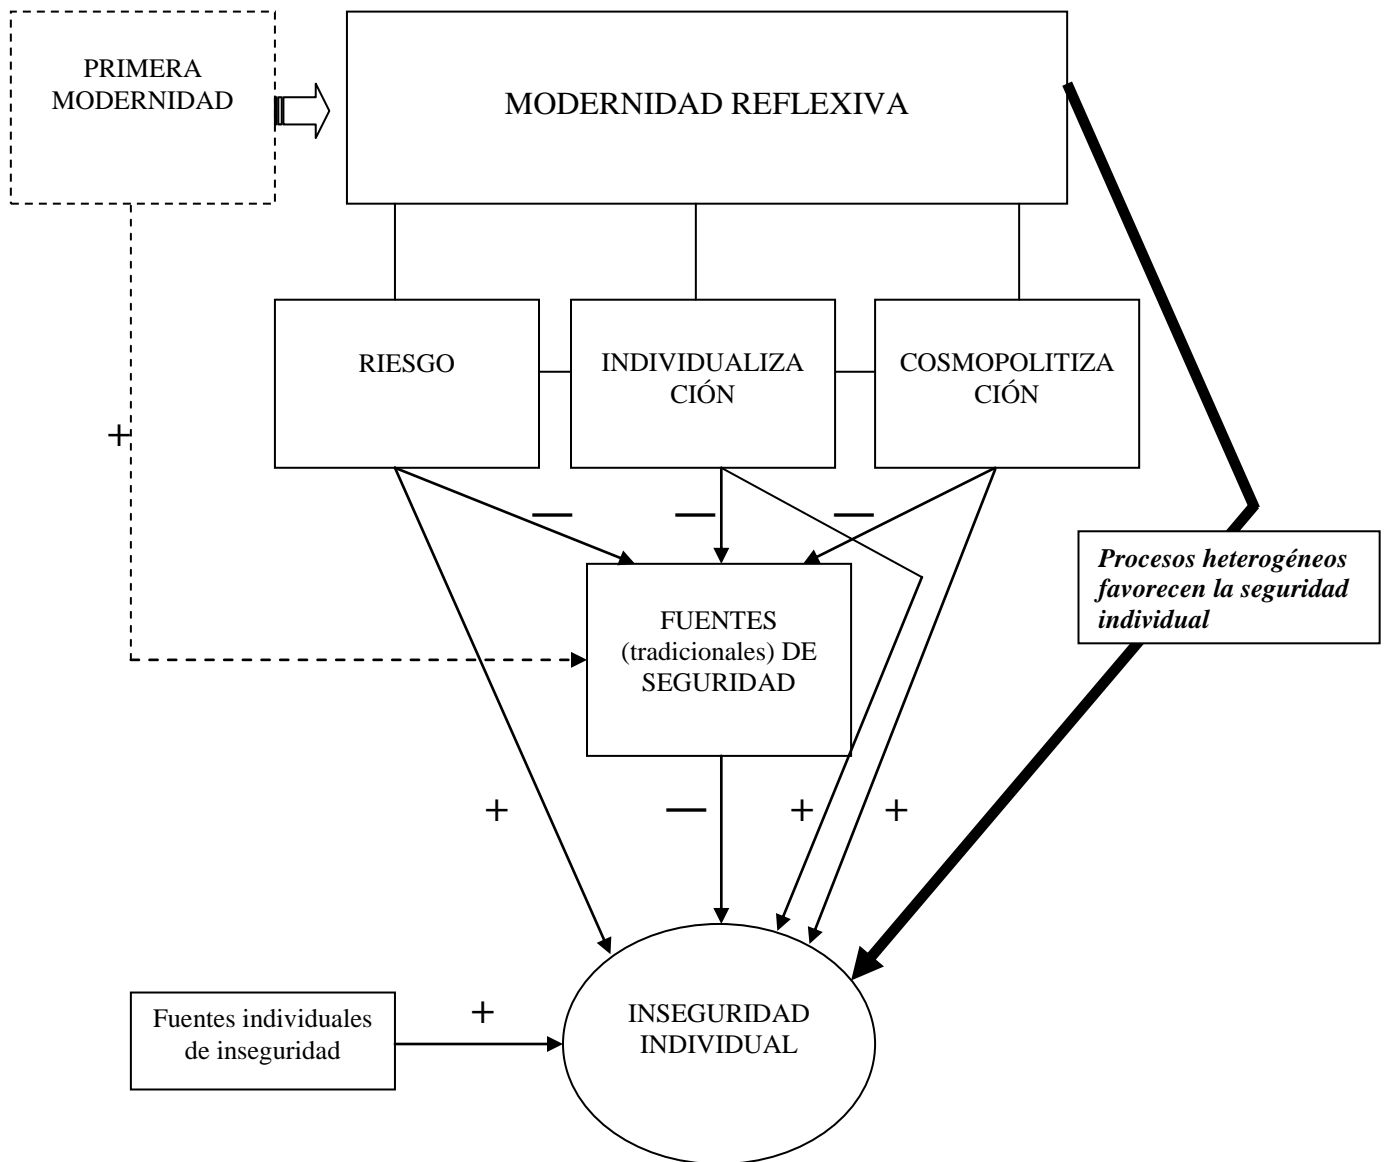 PRIMERA
MODERNIDAD
MODERNIDAD REFLEXIVA
RIESGO
INDIVIDUALIZA
CIÓN
COSMOPOLITIZA
CIÓN
+
— — —
Procesos heterogéneos
favorecen la seguridad
individual
FUENTES
(tradicionales) DE
SEGURIDAD
+ — + +
Fuentes individuales
de inseguridad
+
INSEGURIDAD
INDIVIDUAL